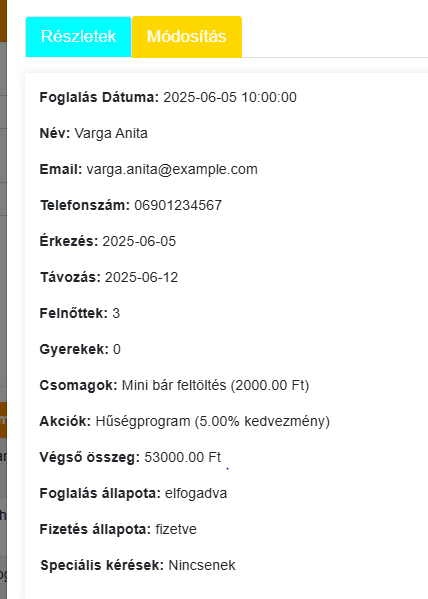 Részletek Módosítás
Foglalás Dátuma: 2025-06-05 10:00:00
Név: Varga Anita
Email: varga.anita@example.com
Telefonszám: 06901234567
Érkezés: 2025-06-05
Távozás: 2025-06-12
Felnőttek: 3
Gyerekek: 0
Csomagok: Mini bár feltöltés (2000.00 Ft)
Akciók: Hűségprogram (5.00% kedvezmény)
Végső összeg: 53000.00 Ft
Foglalás állapota: elfogadva
Fizetés állapota: fizetve
Speciális kérések: Nincsenek